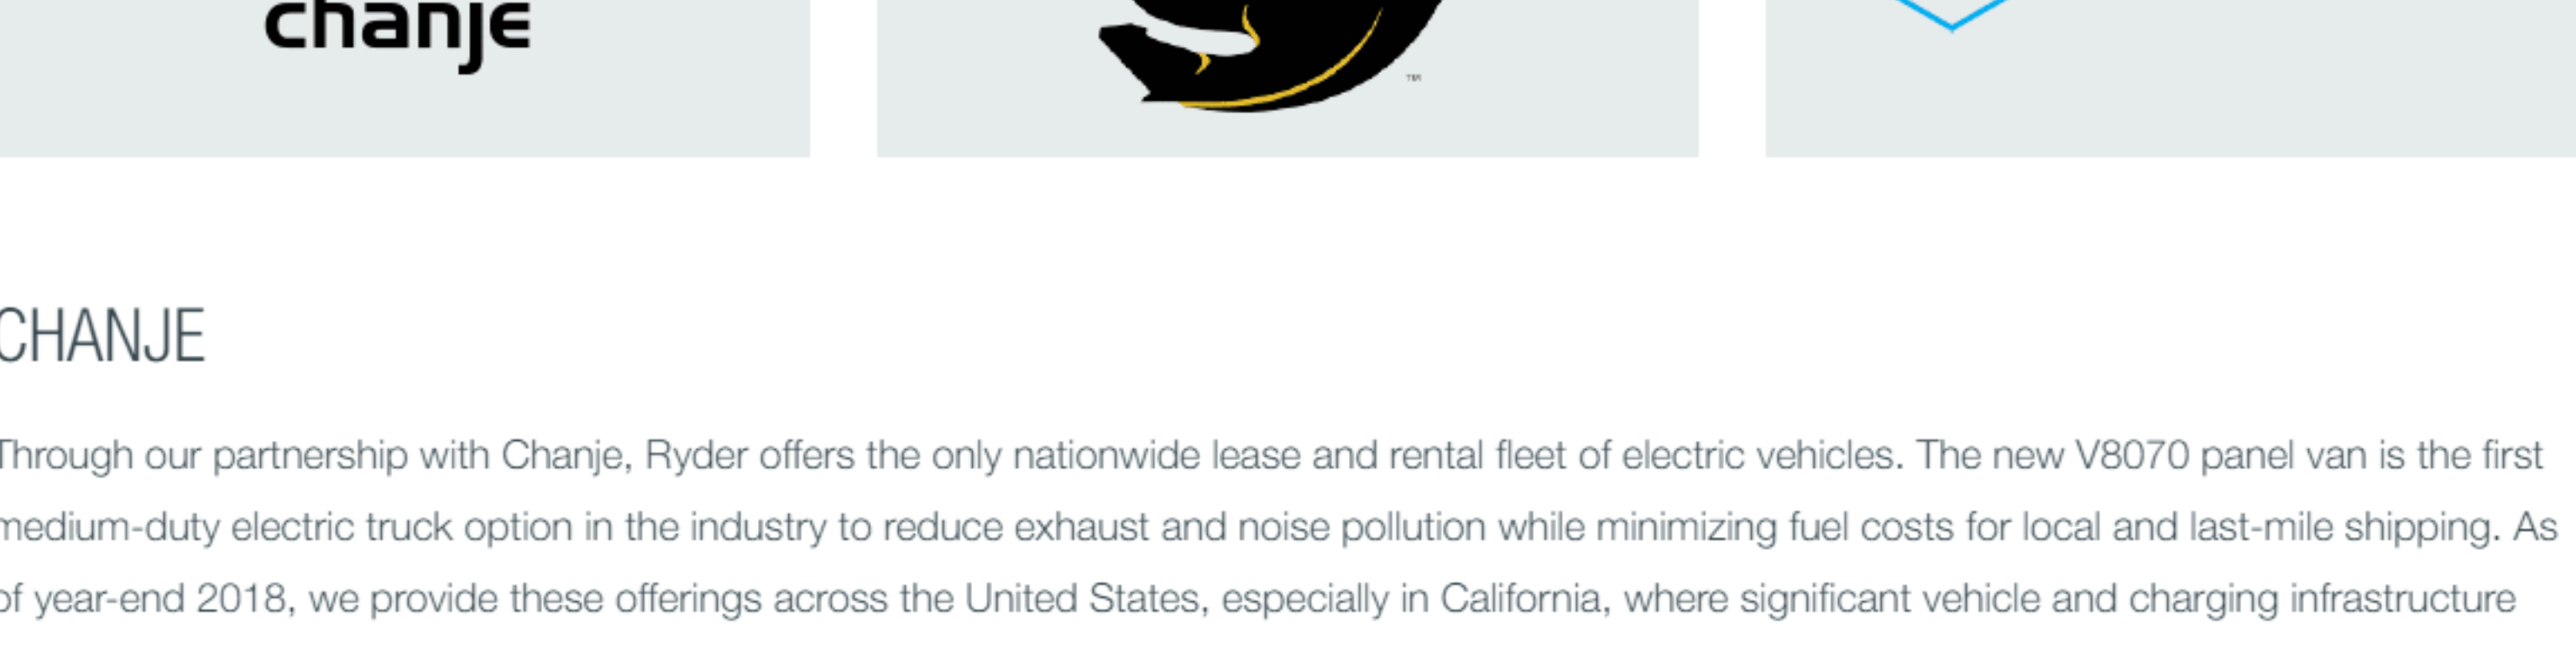 chanje
TM
CHANJE
Through our partnership with Chanje, Ryder offers the only nationwide lease and rental fleet of electric vehicles. The new V8070 panel van is the first
medium-duty electric truck option in the industry to reduce exhaust and noise pollution while minimizing fuel costs for local and last-mile shipping. As
of year-end 2018, we provide these offerings across the United States, especially in California, where significant vehicle and charging infrastructure